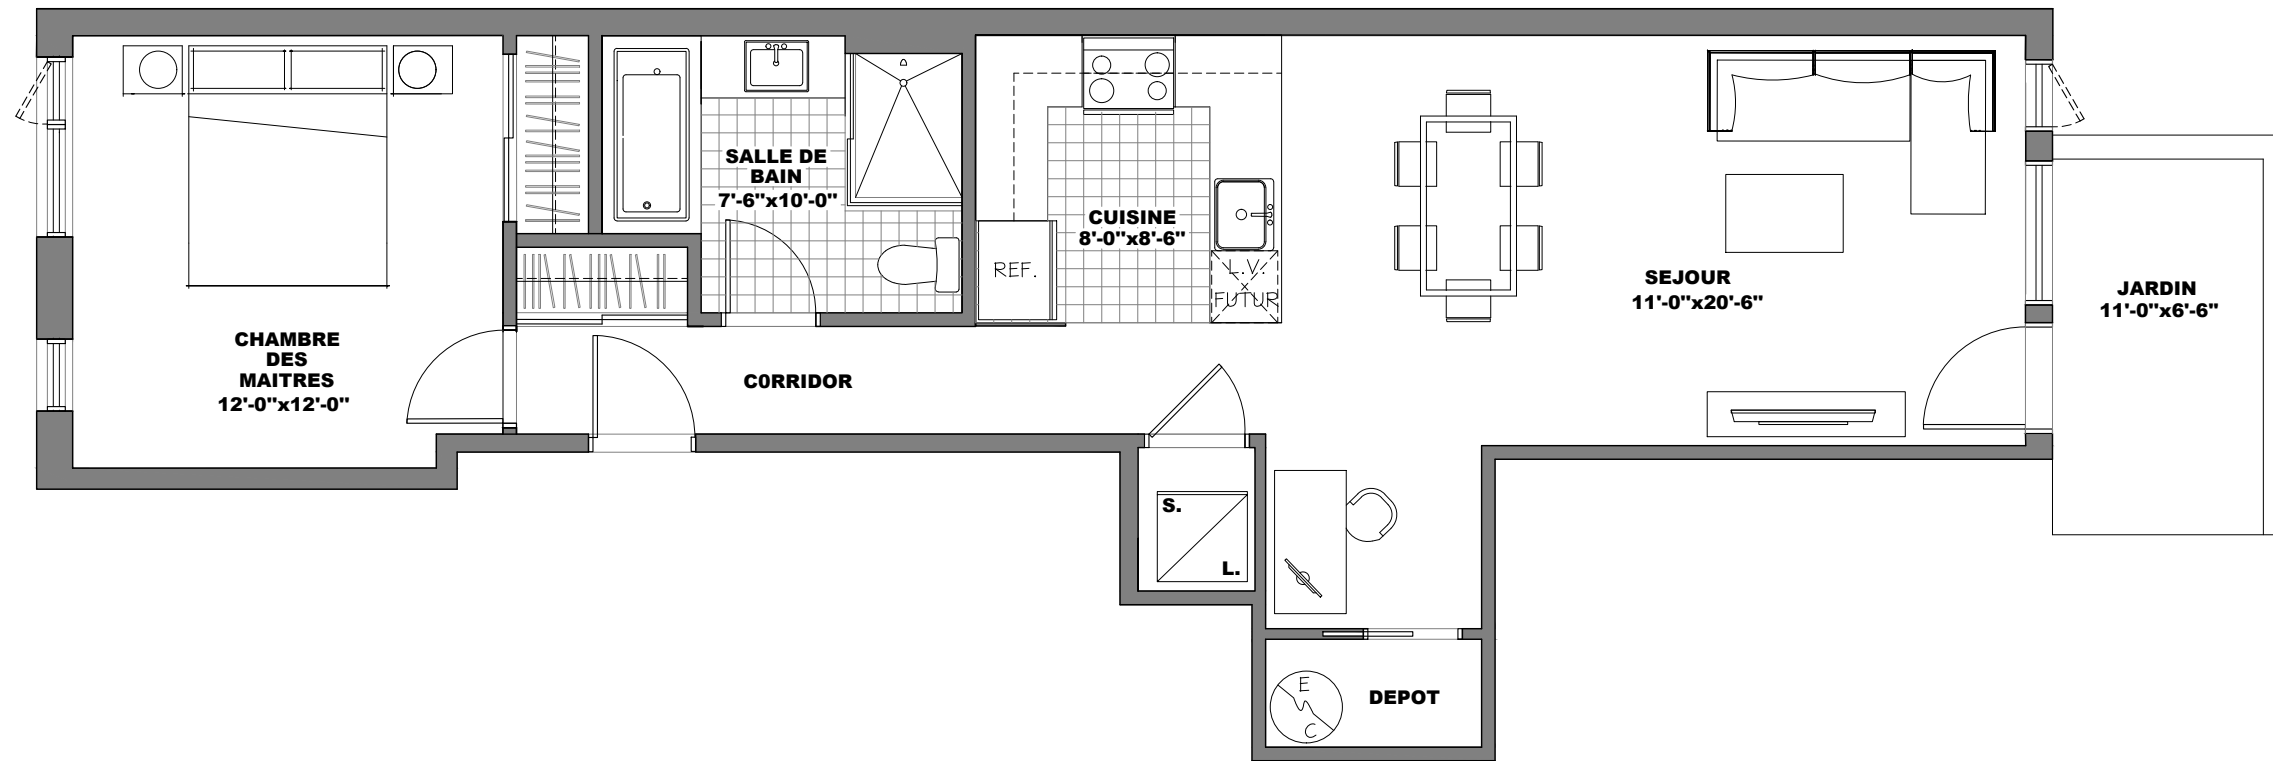 CHAMBRE
DES
MAITRES
12'-0"x12'-0"
SALLE DE
BAIN
7'-6"x10'-0"
C0RRIDOR
REF.
CUISINE
8'-0"x8'-6"
L.V.
FUTUR
S.
L.
E
C
DEPOT
SEJOUR
11'-0"x20'-6"
JARDIN
11'-0"x6'-6"